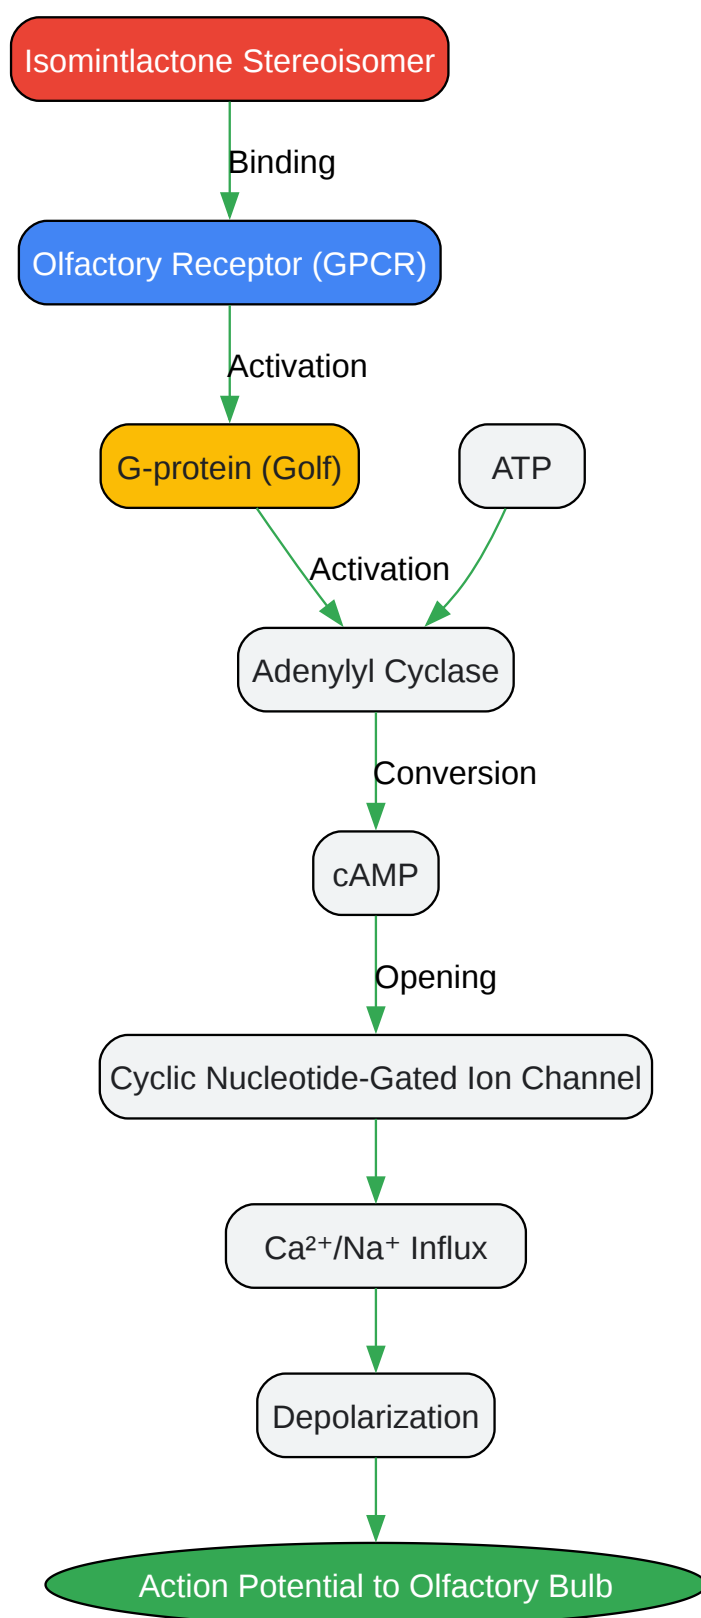 Isomintlactone Stereoisomer
Binding
Olfactory Receptor (GPCR)
Activation
G-protein (Golf)
ATP
Activation
Adenylyl Cyclase
Conversion
cAMP
Opening
Cyclic Nucleotide-Gated Ion Channel
Ca²⁺/Na⁺ Influx
Depolarization
Action Potential to Olfactory Bulb